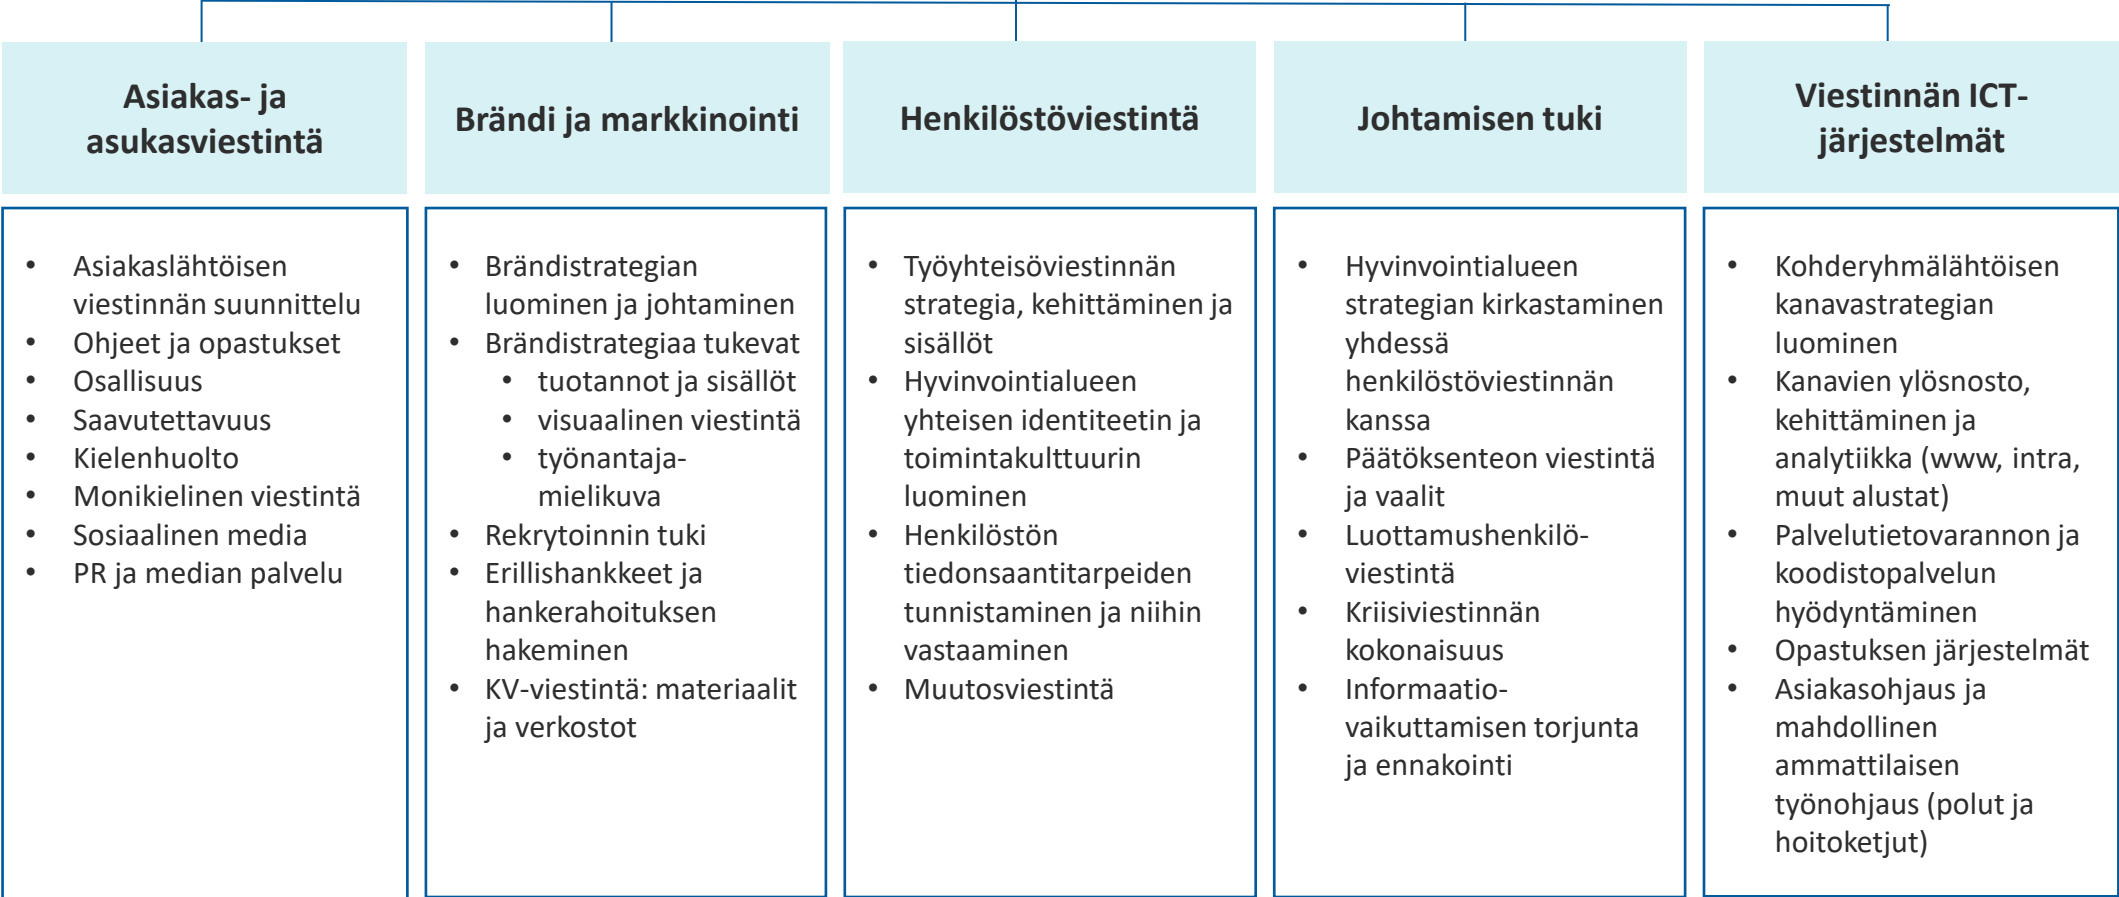 Asiakas- ja
asukasviestintä
• Asiakaslähtöisen
viestinnän suunnittelu
• Ohjeet ja opastukset
• Osallisuus
• Saavutettavuus
• Kielenhuolto
• Monikielinen viestintä
• Sosiaalinen media
• PR ja median palvelu
Brändi ja markkinointi
• Brändistrategian
luominen ja johtaminen
• Brändistrategiaa tukevat
• tuotannot ja sisällöt
• visuaalinen viestintä
• työnantaja-
mielikuva
• Rekrytoinnin tuki
• Erillishankkeet ja
hankerahoituksen
hakeminen
• KV-viestintä: materiaalit
ja verkostot
Henkilöstöviestintä
• Työyhteisöviestinnän
strategia, kehittäminen ja
sisällöt
• Hyvinvointialueen
yhteisen identiteetin ja
toimintakulttuurin
luominen
• Henkilöstön
tiedonsaantitarpeiden
tunnistaminen ja niihin
vastaaminen
• Muutosviestintä
Johtamisen tuki
• Hyvinvointialueen
strategian kirkastaminen
yhdessä
henkilöstöviestinnän
kanssa
• Päätöksenteon viestintä
ja vaalit
• Luottamushenkilö-
viestintä
• Kriisiviestinnän
kokonaisuus
• Informaatio-
vaikuttamisen torjunta
ja ennakointi
Viestinnän ICT-
järjestelmät
• Kohderyhmälähtöisen
kanavastrategian
luominen
• Kanavien ylösnosto,
kehittäminen ja
analytiikka (www, intra,
muut alustat)
• Palvelutietovarannon ja
koodistopalvelun
hyödyntäminen
• Opastuksen järjestelmät
• Asiakasohjaus ja
mahdollinen
ammattilaisen
työnohjaus (polut ja
hoitoketjut)